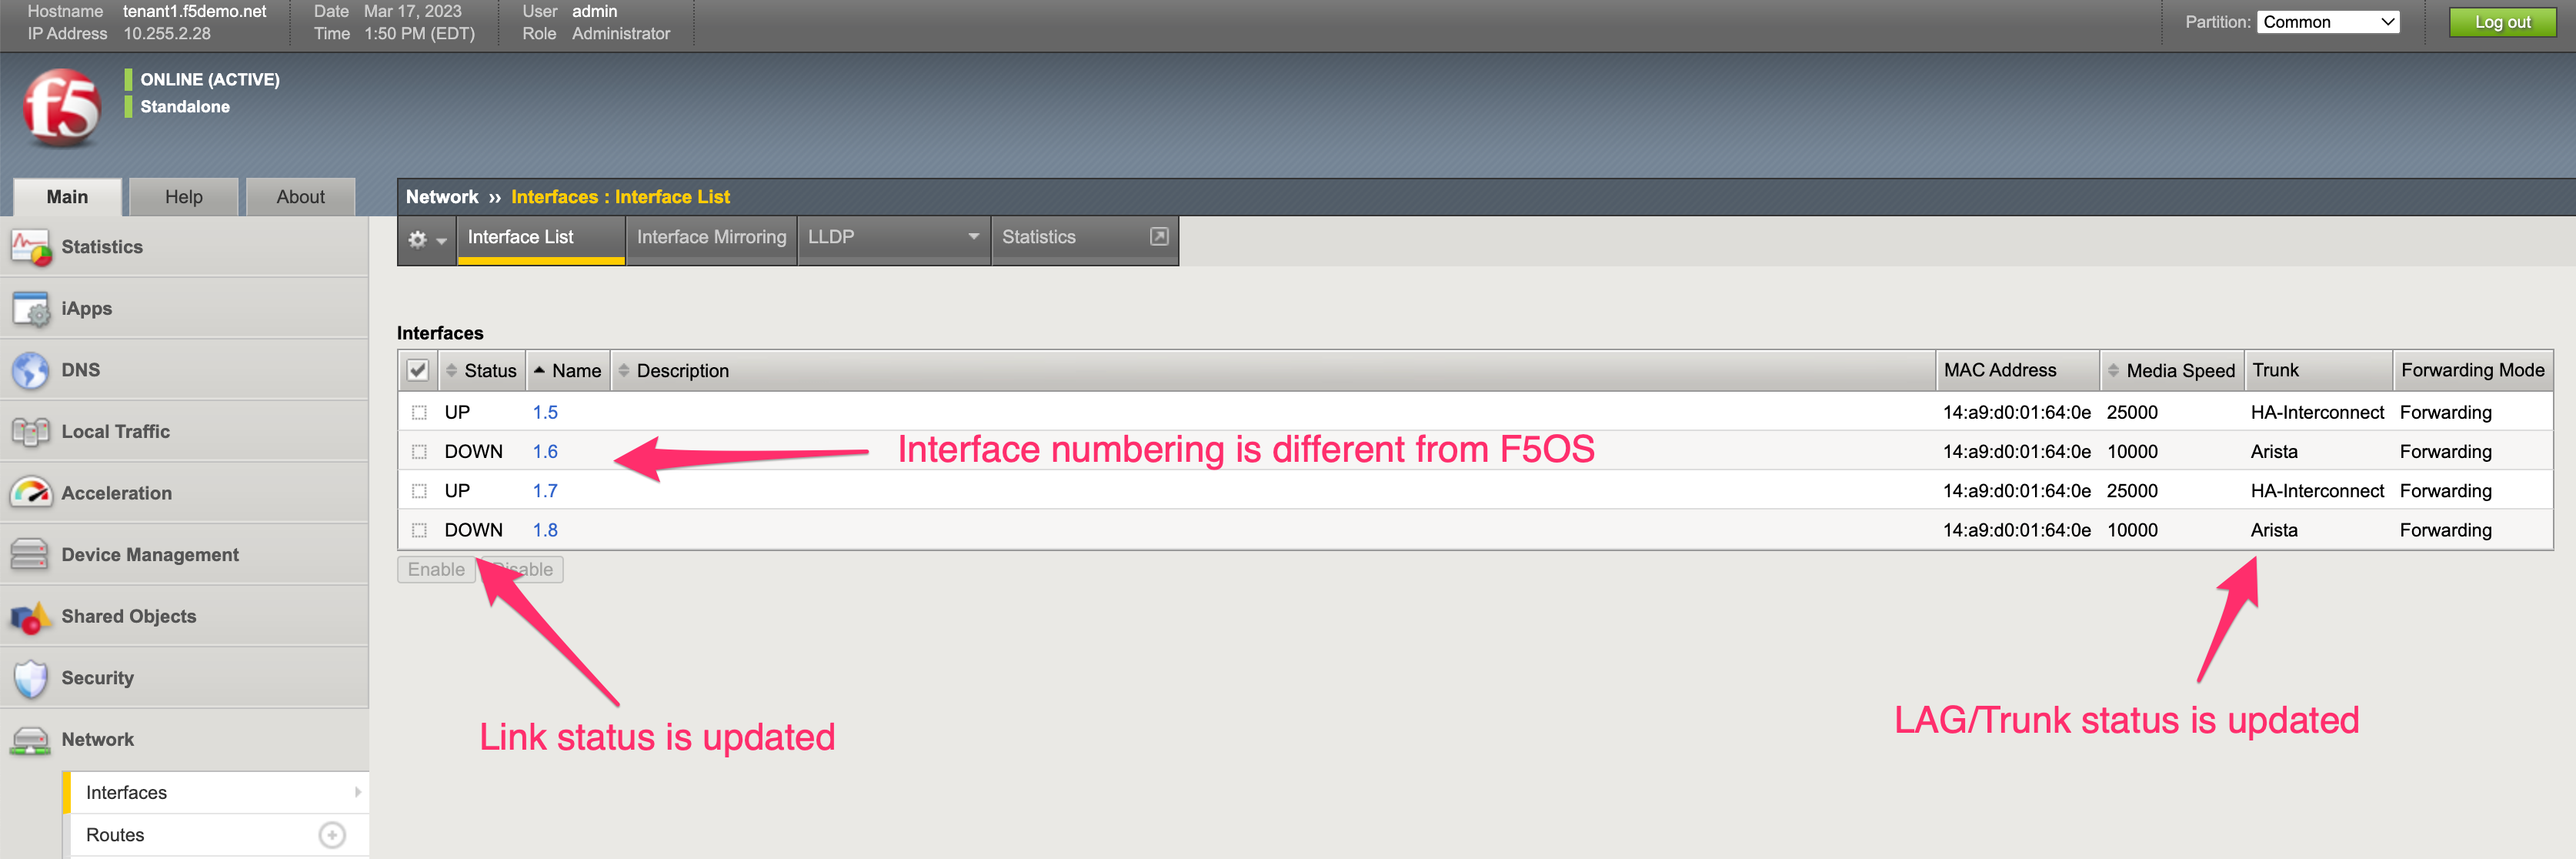 Hostname tenant1.f5demo.net Date Mar 17, 2023 User admin
IP Address 10.255.2.28 Time 1:50 PM (EDT) Role Administrator
Partition: Common Log out
f5
ONLINE (ACTIVE)
Standalone
Main Help About
Network ›› Interfaces : Interface List
Interface List Interface Mirroring LLDP Statistics
Statistics
iApps
DNS
Local Traffic
Acceleration
Device Management
Shared Objects
Security
Network
Interfaces
Routes
Interfaces
Status Name Description MAC Address Media Speed Trunk Forwarding Mode
UP 1.5 14:a9:d0:01:64:0e 25000 HA-Interconnect Forwarding
DOWN 1.6 14:a9:d0:01:64:0e 10000 Arista Forwarding
UP 1.7 14:a9:d0:01:64:0e 25000 HA-Interconnect Forwarding
DOWN 1.8 14:a9:d0:01:64:0e 10000 Arista Forwarding
Enable Disable
Interface numbering is different from F5OS
Link status is updated
LAG/Trunk status is updated